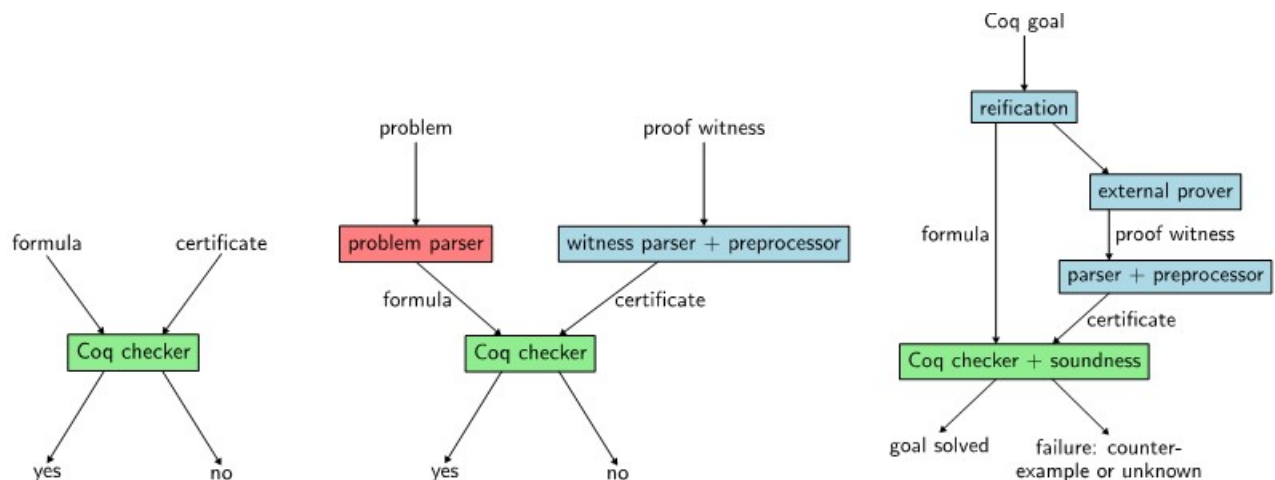 formula
certificate
Coq checker
yes
no
problem
proof witness
problem parser
witness parser + preprocessor
formula
certificate
Coq checker
yes
no
Coq goal
reification
external prover
formula
proof witness
parser + preprocessor
certificate
Coq checker + soundness
goal solved
failure: counter-
example or unknown